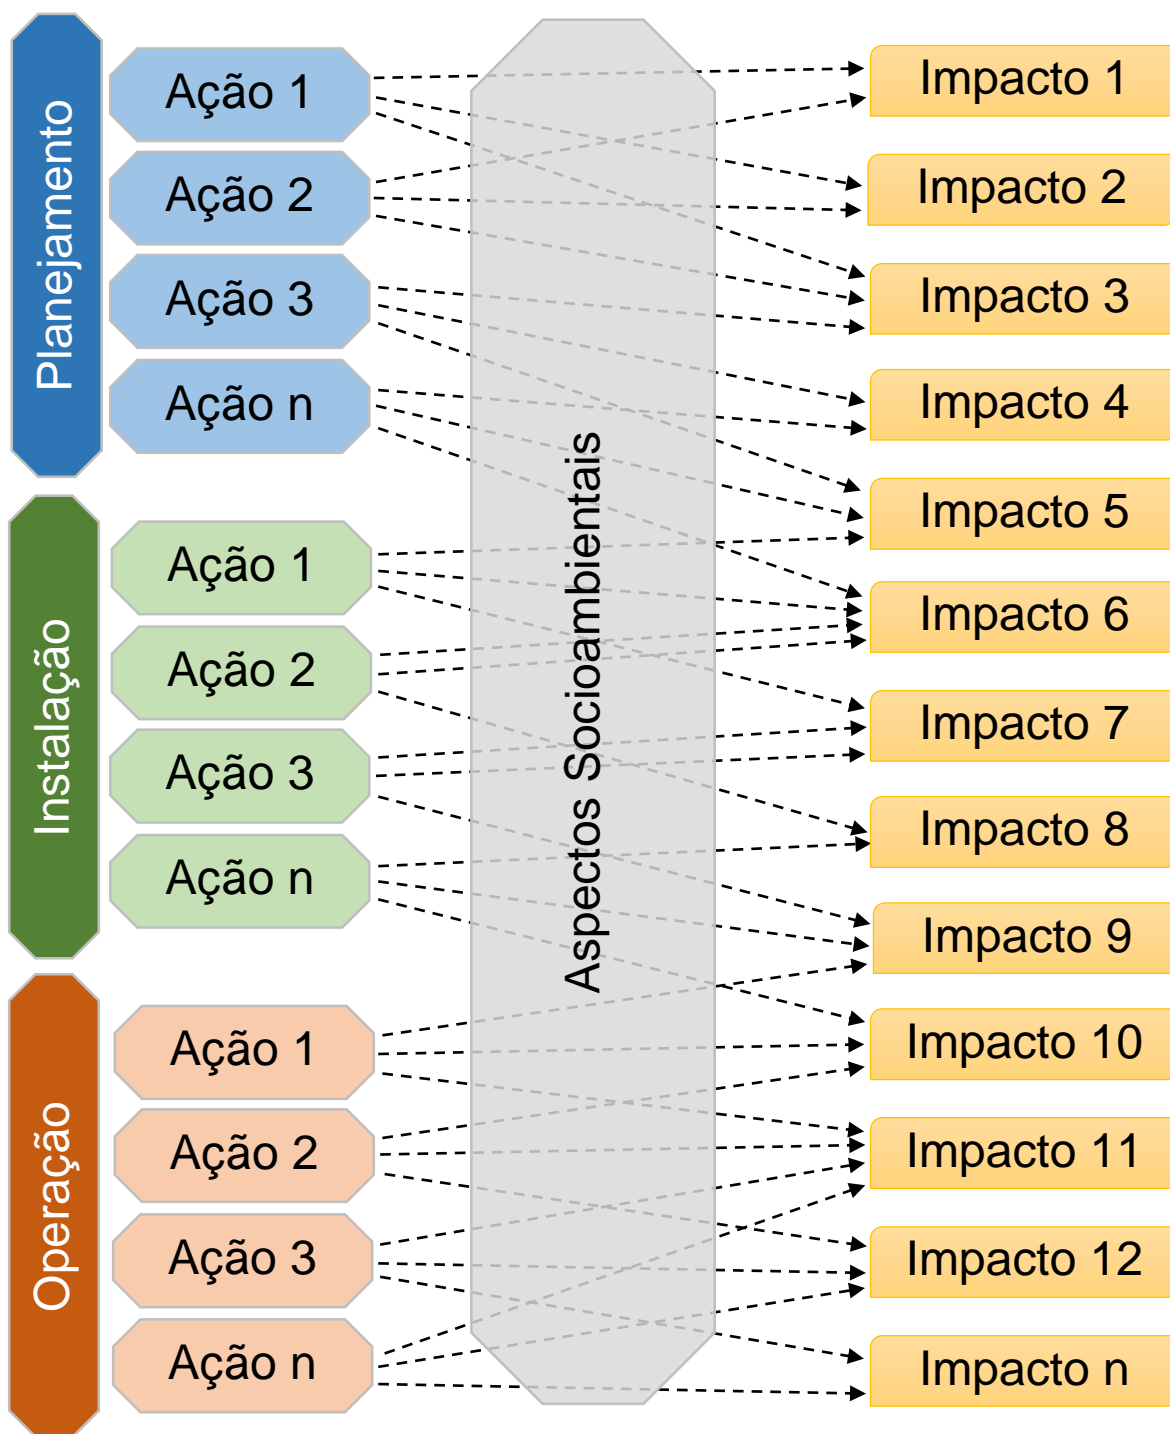 Planejamento
Ação 1
Ação 2
Ação 3
Ação n
Instalação
Ação 1
Ação 2
Ação 3
Ação n
Operação
Ação 1
Ação 2
Ação 3
Ação n
Aspectos Socioambientais
Impacto 1
Impacto 2
Impacto 3
Impacto 4
Impacto 5
Impacto 6
Impacto 7
Impacto 8
Impacto 9
Impacto 10
Impacto 11
Impacto 12
Impacto n